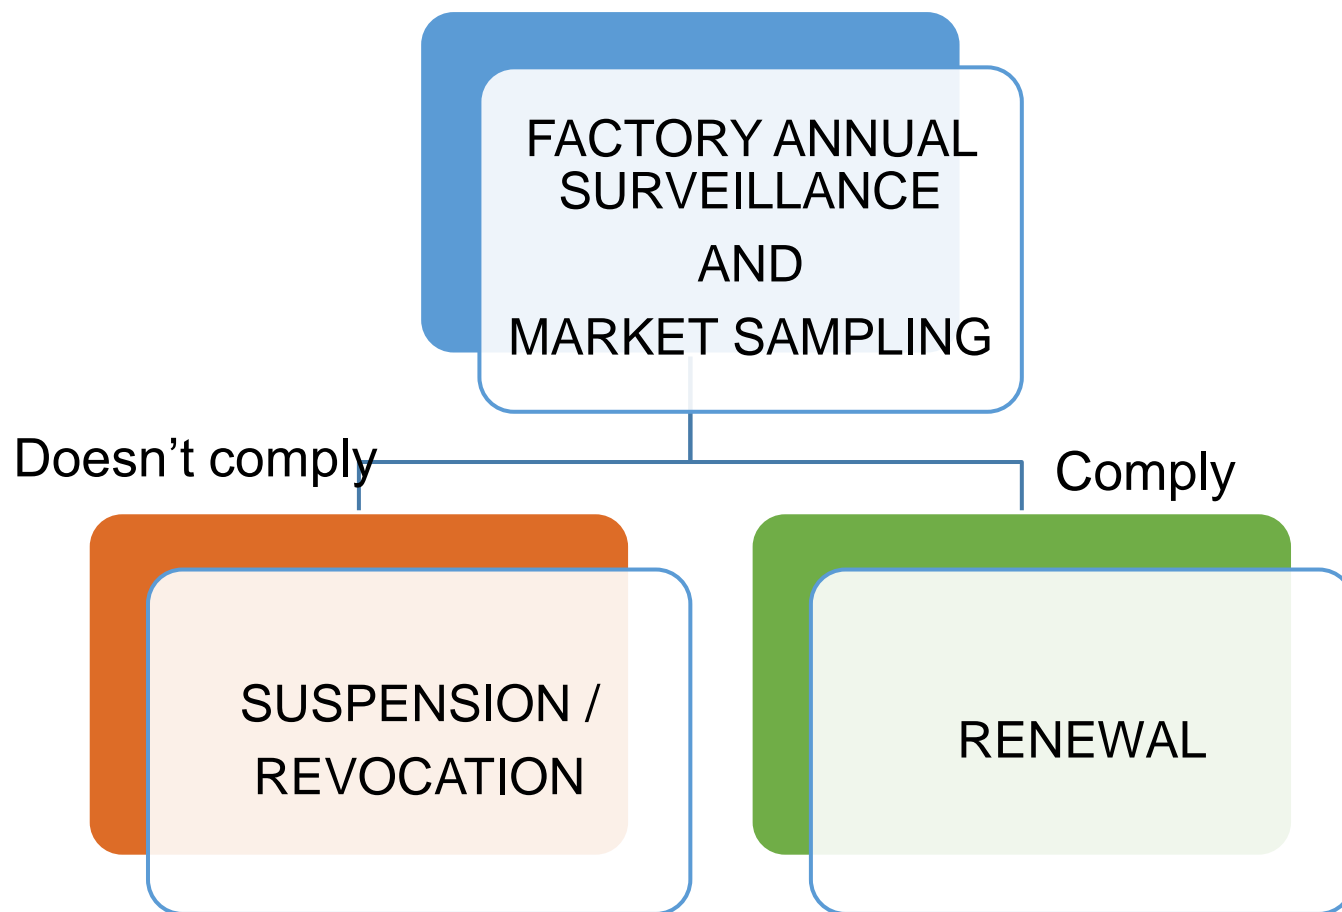 FACTORY ANNUAL
SURVEILLANCE
AND
MARKET SAMPLING
Doesn’t comply
Comply
SUSPENSION /
REVOCATION
RENEWAL